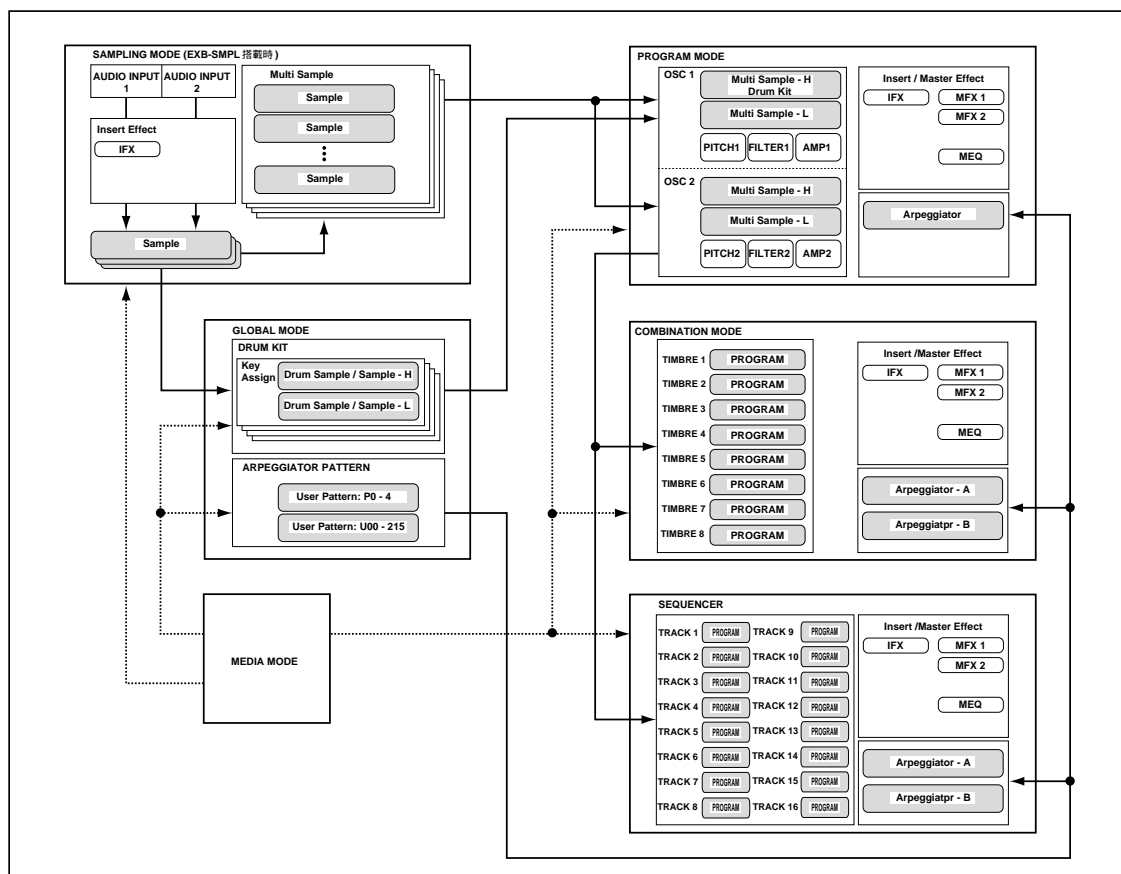 SAMPLING MODE (EXB-SMPL 搭載時)
AUDIO INPUT 1
AUDIO INPUT 2
Insert Effect
IFX
Multi Sample
Sample
Sample
Sample
Sample
GLOBAL MODE
DRUM KIT
Key Assign
Drum Sample / Sample - H
Drum Sample / Sample - L
ARPEGGIATOR PATTERN
User Pattern: P0 - 4
User Pattern: U00 - 215
MEDIA MODE
PROGRAM MODE
OSC 1
Multi Sample - H
Drum Kit
Multi Sample - L
PITCH1 FILTER1 AMP1
OSC 2
Multi Sample - H
Multi Sample - L
PITCH2 FILTER2 AMP2
Insert / Master Effect
IFX
MFX 1
MFX 2
MEQ
Arpeggiator
COMBINATION MODE
TIMBRE 1 PROGRAM
TIMBRE 2 PROGRAM
TIMBRE 3 PROGRAM
TIMBRE 4 PROGRAM
TIMBRE 5 PROGRAM
TIMBRE 6 PROGRAM
TIMBRE 7 PROGRAM
TIMBRE 8 PROGRAM
Insert /Master Effect
IFX
MFX 1
MFX 2
MEQ
Arpeggiator - A
Arpeggiatpr - B
SEQUENCER
TRACK 1 PROGRAM TRACK 9 PROGRAM
TRACK 2 PROGRAM TRACK 10 PROGRAM
TRACK 3 PROGRAM TRACK 11 PROGRAM
TRACK 4 PROGRAM TRACK 12 PROGRAM
TRACK 5 PROGRAM TRACK 13 PROGRAM
TRACK 6 PROGRAM TRACK 14 PROGRAM
TRACK 7 PROGRAM TRACK 15 PROGRAM
TRACK 8 PROGRAM TRACK 16 PROGRAM
Insert /Master Effect
IFX
MFX 1
MFX 2
MEQ
Arpeggiator - A
Arpeggiatpr - B